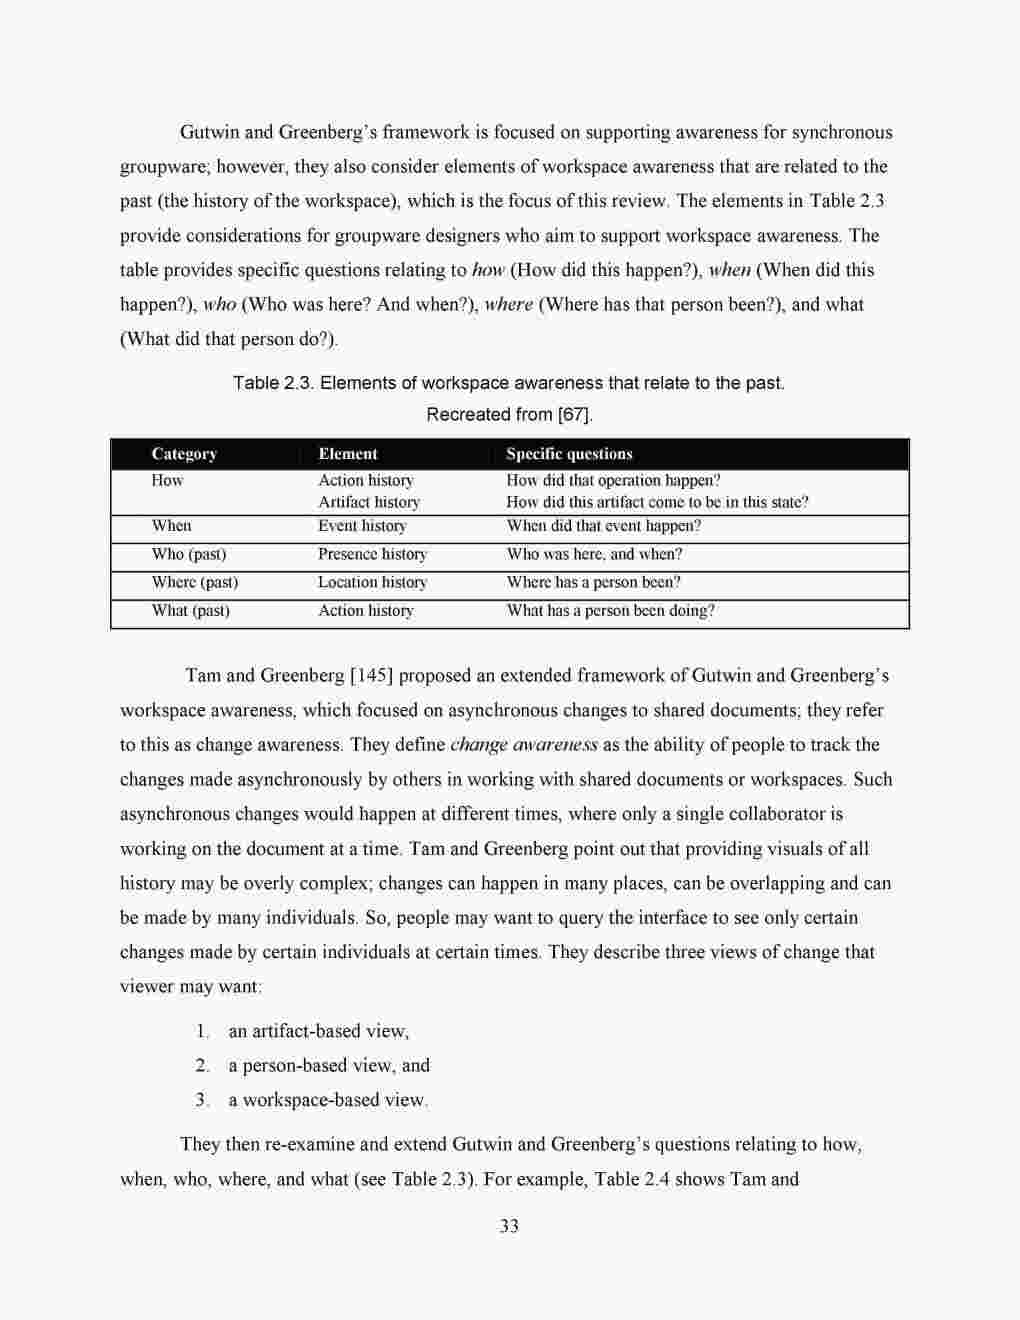 Gutwin and Greenberg’s framework is focused on supporting awareness for synchronous
groupware; however, they also consider elements of workspace awareness that are related to the
past (the history of the workspace), which is the focus of this review. The elements in Table 2.3
provide considerations for groupware designers who aim to support workspace awareness. The
table provides specific questions relating to how (How did this happen?), when (When did this
happen?), who (Who was here? And when?), where (Where has that person been?), and what
(What did that person do?).
Table 2.3. Elements of workspace awareness that relate to the past.
Recreated from [67].
Category Element Specific questions
How Action history How did that operation happen?
Artifact history How did this artifact come to be in this state?
When Event history When did that event happen?
Who (past) Presence history Who was here, and when?
Where (past) Location history Where has a person been?
What (past) Action history What has a person been doing?
Tam and Greenberg [145] proposed an extended framework of Gutwin and Greenberg’s
workspace awareness, which focused on asynchronous changes to shared documents; they refer
to this as change awareness. They define change awareness as the ability of people to track the
changes made asynchronously by others in working with shared documents or workspaces. Such
asynchronous changes would happen at different times, where only a single collaborator is
working on the document at a time. Tam and Greenberg point out that providing visuals of all
history may be overly complex; changes can happen in many places, can be overlapping and can
be made by many individuals. So, people may want to query the interface to see only certain
changes made by certain individuals at certain times. They describe three views of change that
viewer may want:
1. an artifact-based view,
2. a person-based view, and
3. a workspace-based view.
They then re-examine and extend Gutwin and Greenberg’s questions relating to how,
when, who, where, and what (see Table 2.3). For example, Table 2.4 shows Tam and
33